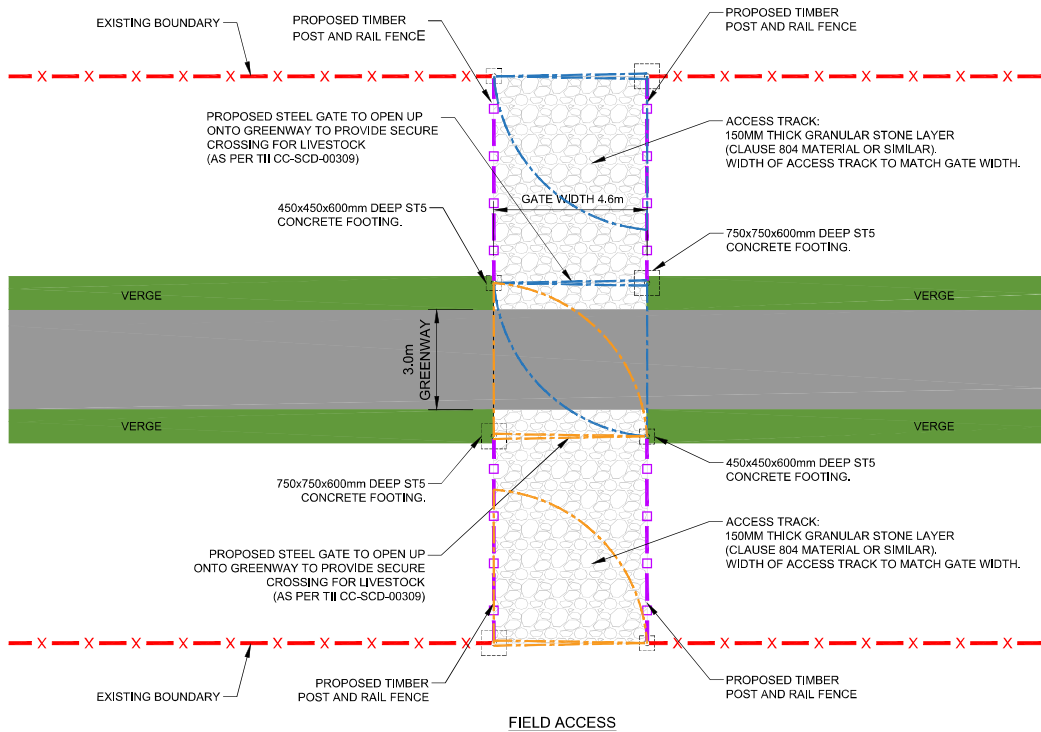 EXISTING BOUNDARY
PROPOSED TIMBER
POST AND RAIL FENCE
PROPOSED TIMBER
POST AND RAIL FENCE
PROPOSED STEEL GATE TO OPEN UP
ONTO GREENWAY TO PROVIDE SECURE
CROSSING FOR LIVESTOCK
(AS PER TII CC-SCD-00309)
ACCESS TRACK:
150MM THICK GRANULAR STONE LAYER
(CLAUSE 804 MATERIAL OR SIMILAR).
WIDTH OF ACCESS TRACK TO MATCH GATE WIDTH.
GATE WIDTH 4.6m
450x450x600mm DEEP ST5
CONCRETE FOOTING.
750x750x600mm DEEP ST5
CONCRETE FOOTING.
VERGE
VERGE
3.0m
GREENWAY
VERGE
VERGE
750x750x600mm DEEP ST5
CONCRETE FOOTING.
450x450x600mm DEEP ST5
CONCRETE FOOTING.
PROPOSED STEEL GATE TO OPEN UP
ONTO GREENWAY TO PROVIDE SECURE
CROSSING FOR LIVESTOCK
(AS PER TII CC-SCD-00309)
ACCESS TRACK:
150MM THICK GRANULAR STONE LAYER
(CLAUSE 804 MATERIAL OR SIMILAR).
WIDTH OF ACCESS TRACK TO MATCH GATE WIDTH.
EXISTING BOUNDARY
PROPOSED TIMBER
POST AND RAIL FENCE
PROPOSED TIMBER
POST AND RAIL FENCE
FIELD ACCESS